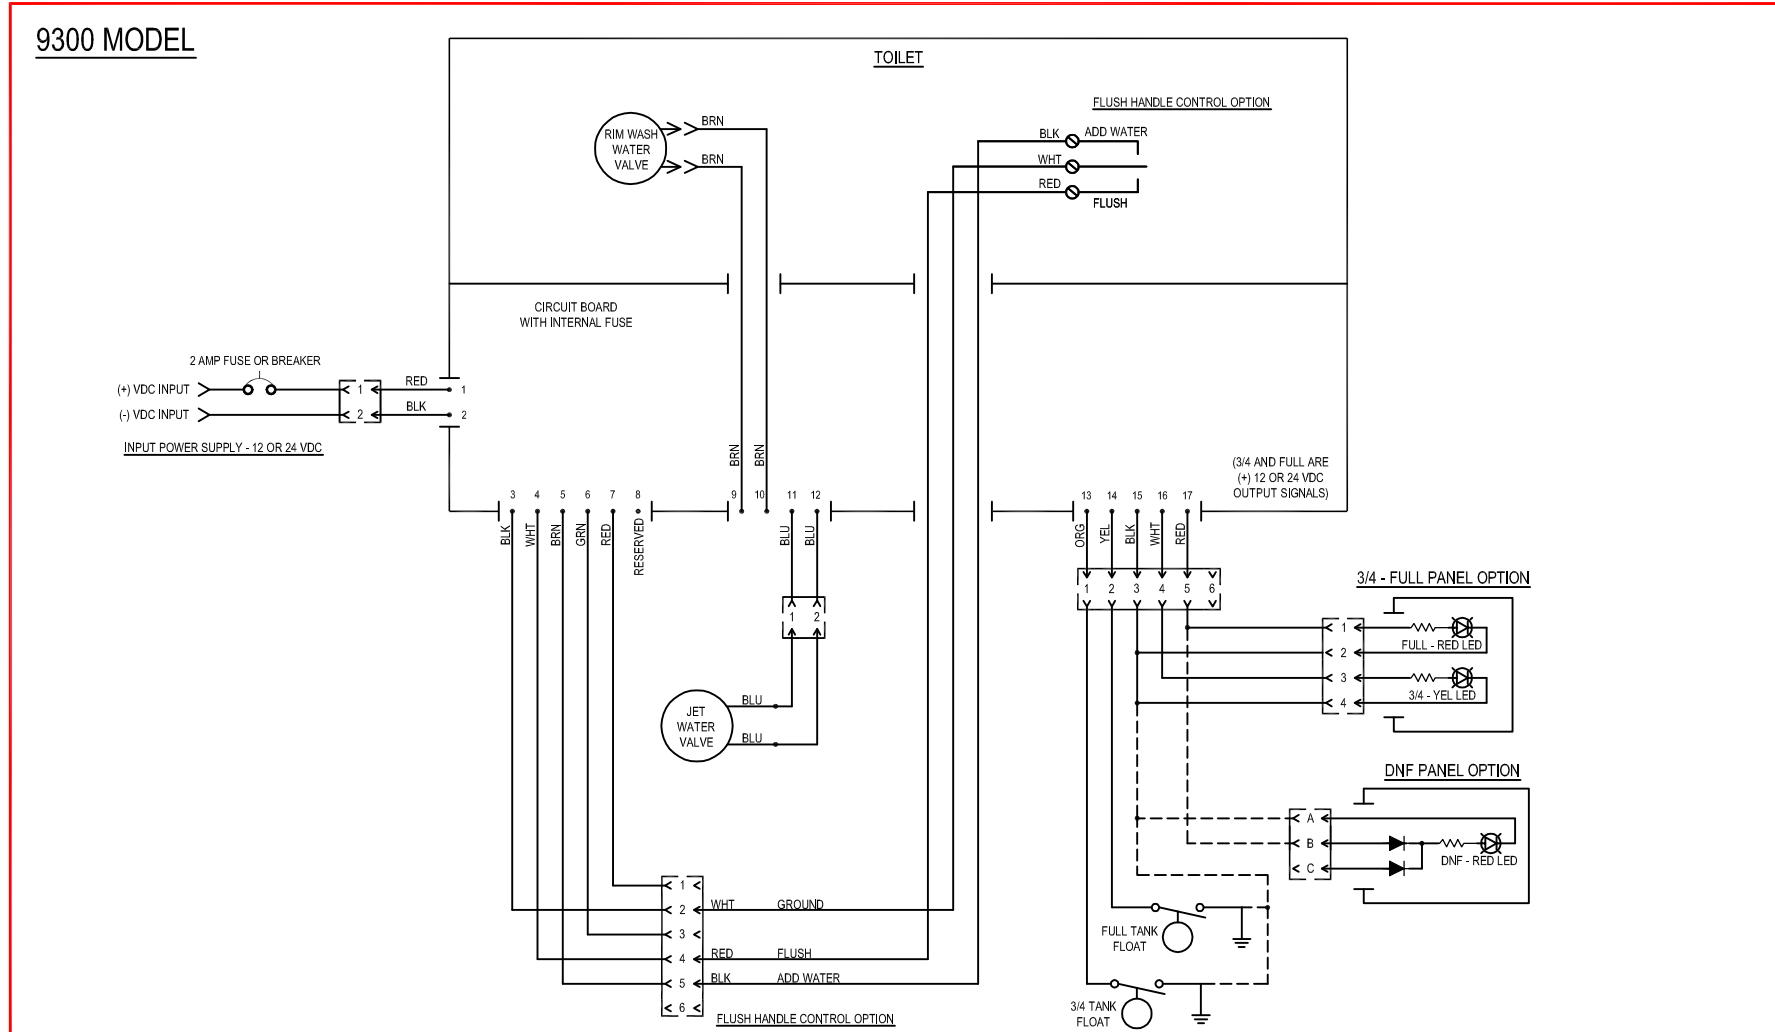 9300 MODEL
TOILET
FLUSH HANDLE CONTROL OPTION
RIM WASH
WATER
VALVE
BRN
BRN
BLK
ADD WATER
WHT
RED
FLUSH
CIRCUIT BOARD
WITH INTERNAL FUSE
2 AMP FUSE OR BREAKER
(+) VDC INPUT
1
RED
1
(-) VDC INPUT
2
BLK
2
INPUT POWER SUPPLY - 12 OR 24 VDC
BRN
BRN
(3/4 AND FULL ARE
(+) 12 OR 24 VDC
OUTPUT SIGNALS)
3 4 5 6 7 8 9 10 11 12 13 14 15 16 17
BLK
WHT
BRN
GRN
RED
RESERVED
BLU
BLU
ORG
YEL
BLK
WHT
RED
1 2 3 4 5 6
3/4 - FULL PANEL OPTION
1 2
1
FULL - RED LED
2
3
3/4 - YEL LED
4
JET
WATER
VALVE
BLU
BLU
DNF PANEL OPTION
A
B
DNF - RED LED
C
1
2
WHT
GROUND
3
4
RED
FLUSH
5
BLK
ADD WATER
6
FLUSH HANDLE CONTROL OPTION
FULL TANK
FLOAT
3/4 TANK
FLOAT